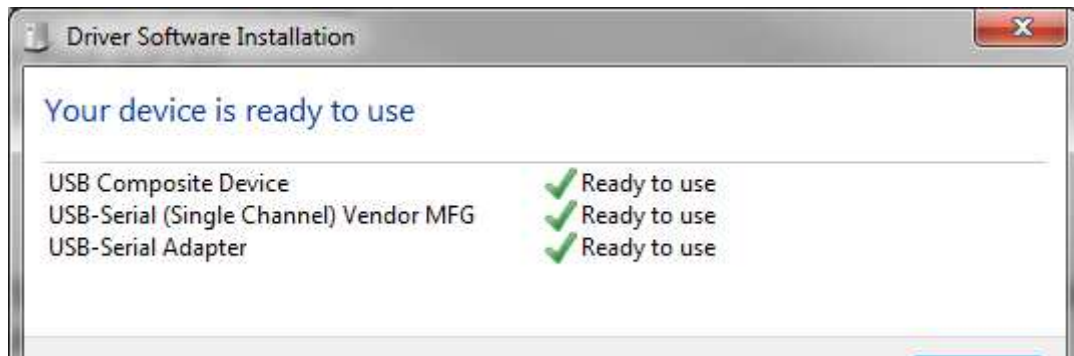 Driver Software Installation
Your device is ready to use
USB Composite Device Ready to use
USB-Serial (Single Channel) Vendor MFG Ready to use
USB-Serial Adapter Ready to use